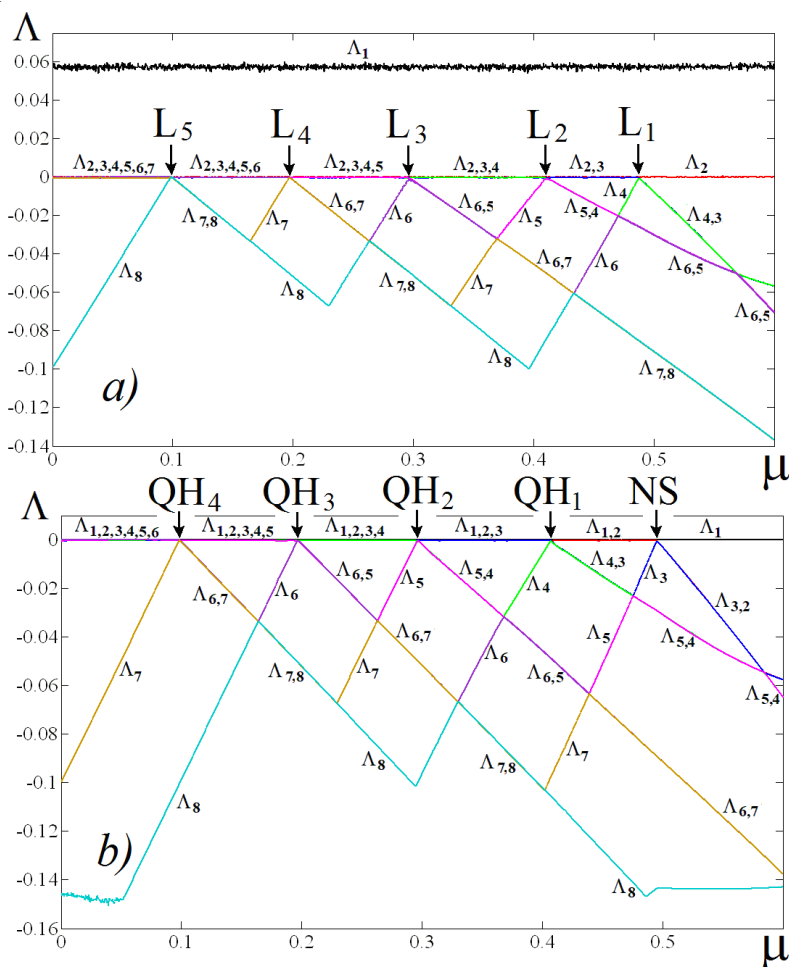 Λ
Λ1
0.06
0.04
0.02
L5 L4 L3 L2 L1
Λ2,3,4,5,6,7 Λ2,3,4,5,6 Λ2,3,4,5 Λ2,3,4 Λ2,3 Λ2
0
Λ4
-0.02
Λ7,8 Λ7 Λ6,7 Λ6 Λ6,5 Λ5 Λ5,4 Λ4,3
-0.04
Λ8 Λ6,7 Λ6 Λ6,5
-0.06
Λ8 Λ7,8 Λ7 Λ6,5
-0.08
Λ8 Λ7,8
-0.1
a)
-0.12
-0.14
0 0.1 0.2 0.3 0.4 0.5 μ
Λ
QH4 QH3 QH2 QH1 NS
Λ1,2,3,4,5,6 Λ1,2,3,4,5 Λ1,2,3,4 Λ1,2,3 Λ1,2 Λ1
0
Λ6,7 Λ6 Λ6,5 Λ5 Λ5,4 Λ4 Λ4,3 Λ3 Λ3,2
-0.02
-0.04
Λ7 Λ7,8 Λ7 Λ6,7 Λ6 Λ6,5 Λ5 Λ5,4
-0.06
Λ5,4
-0.08
Λ8 Λ8 Λ7,8 Λ7 Λ6,7
-0.1
-0.12
b)
-0.14
Λ8
-0.16
0 0.1 0.2 0.3 0.4 0.5 μ